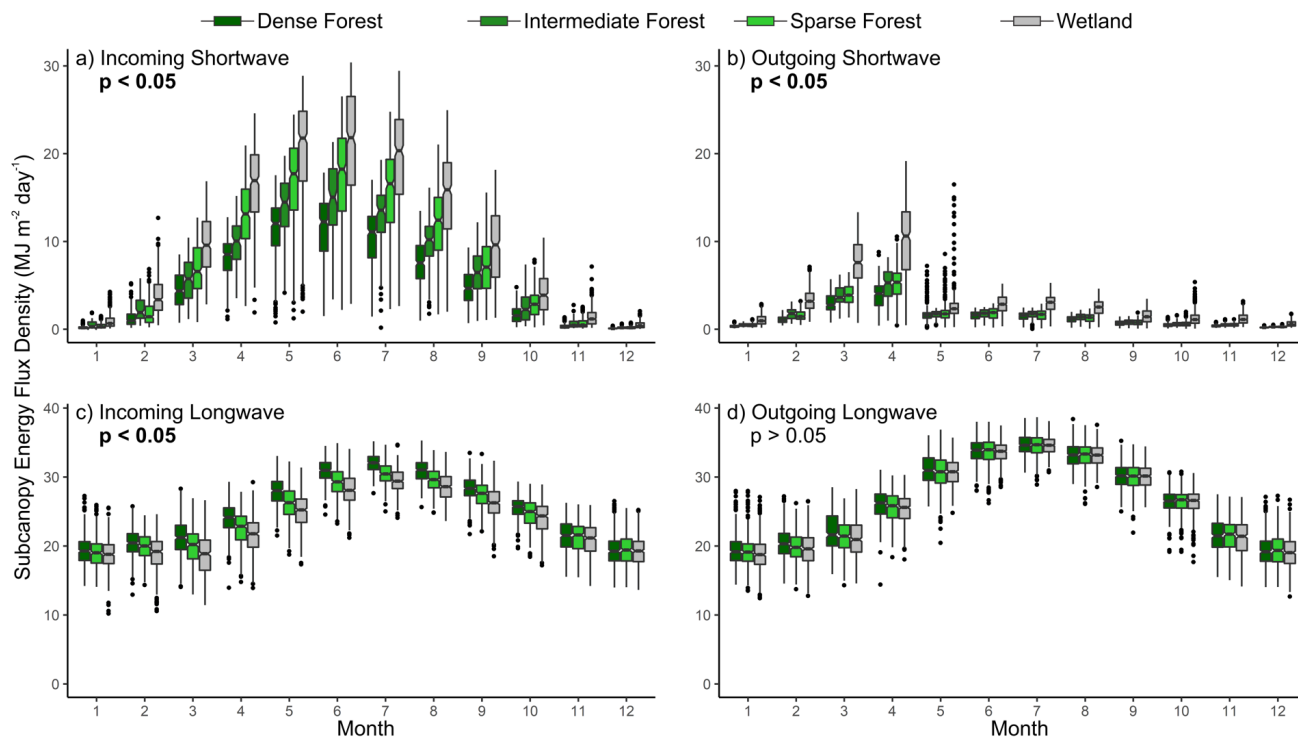 Dense Forest Intermediate Forest Sparse Forest Wetland
Subcanopy Energy Flux Density (MJ m⁻² day⁻¹)
a) Incoming Shortwave
p < 0.05
30
20
10
0
1 2 3 4 5 6 7 8 9 10 11 12
b) Outgoing Shortwave
p < 0.05
30
20
10
0
1 2 3 4 5 6 7 8 9 10 11 12
c) Incoming Longwave
p < 0.05
40
30
20
10
0
1 2 3 4 5 6 7 8 9 10 11 12
Month
d) Outgoing Longwave
p > 0.05
40
30
20
10
0
1 2 3 4 5 6 7 8 9 10 11 12
Month